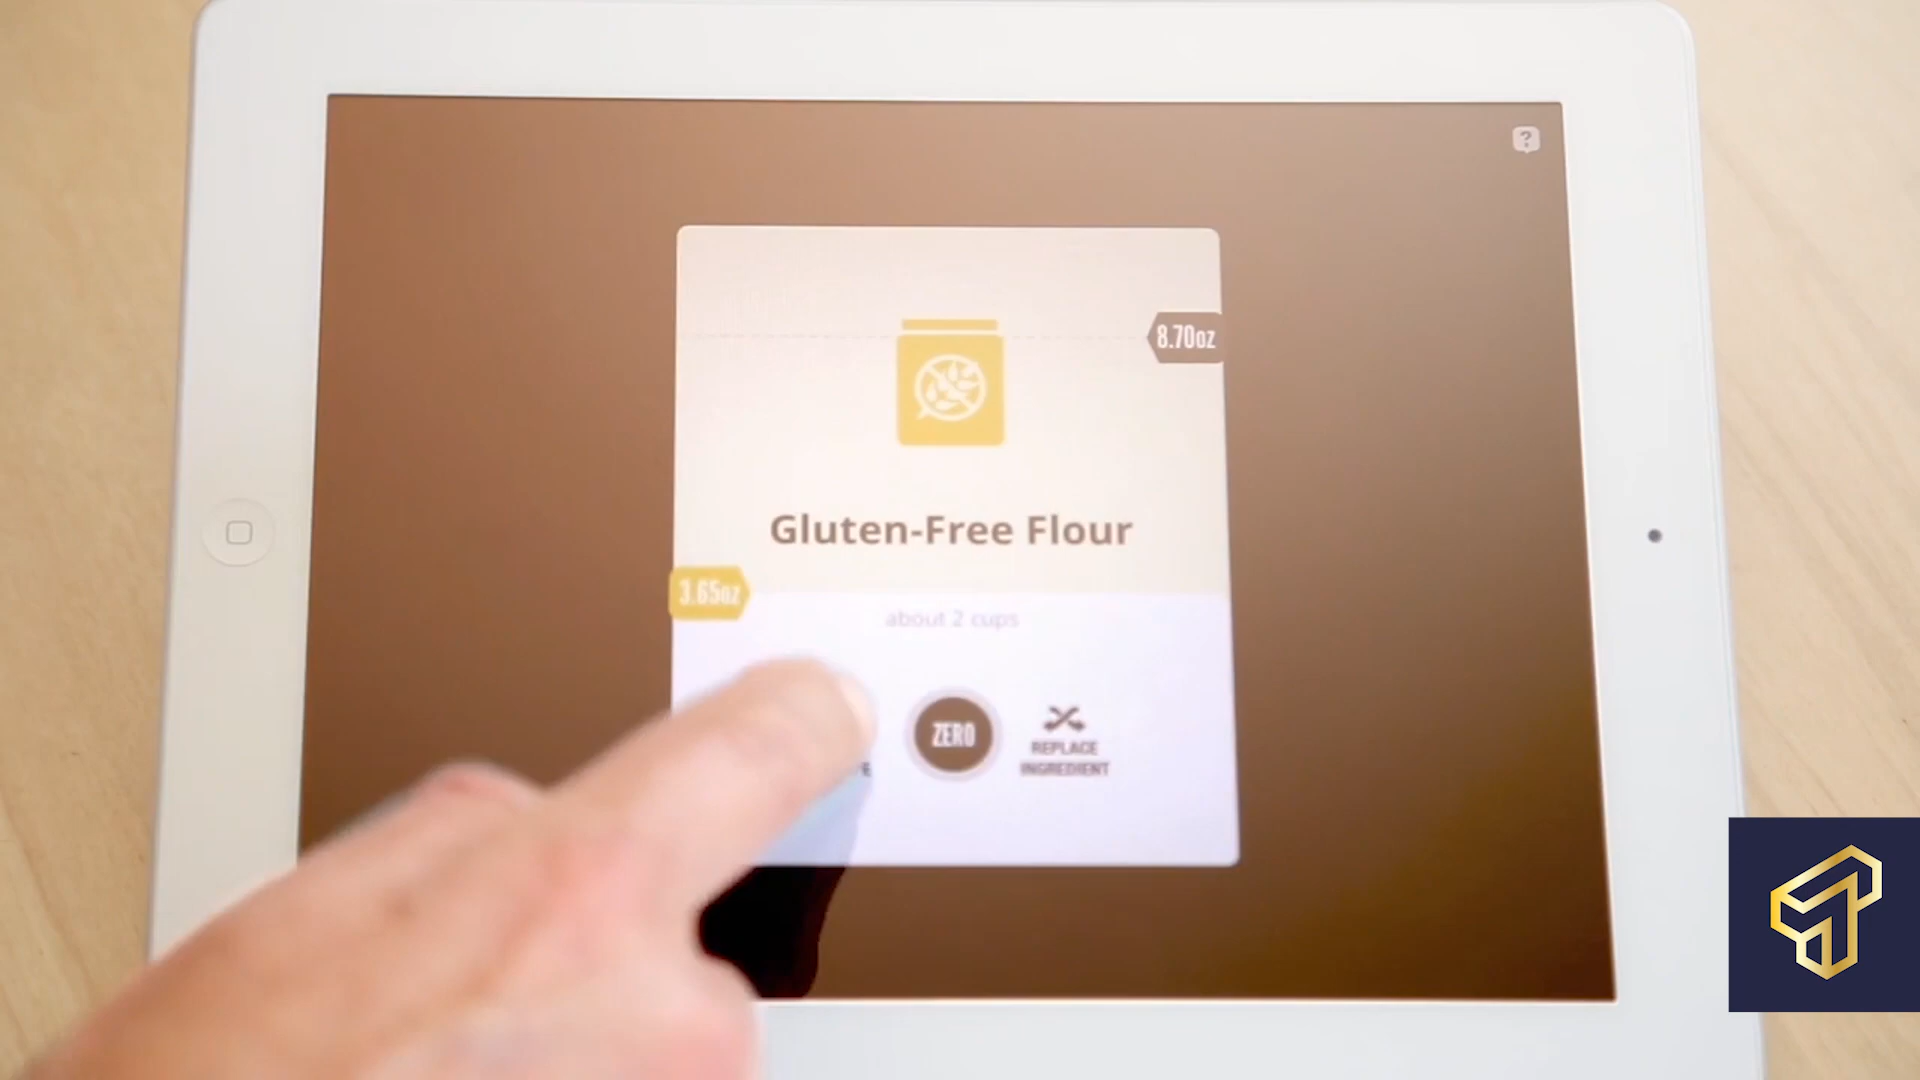 ?
8.70oz
Gluten-Free Flour
3.65oz
about 2 cups
ZERO
REPLACE
INGREDIENT